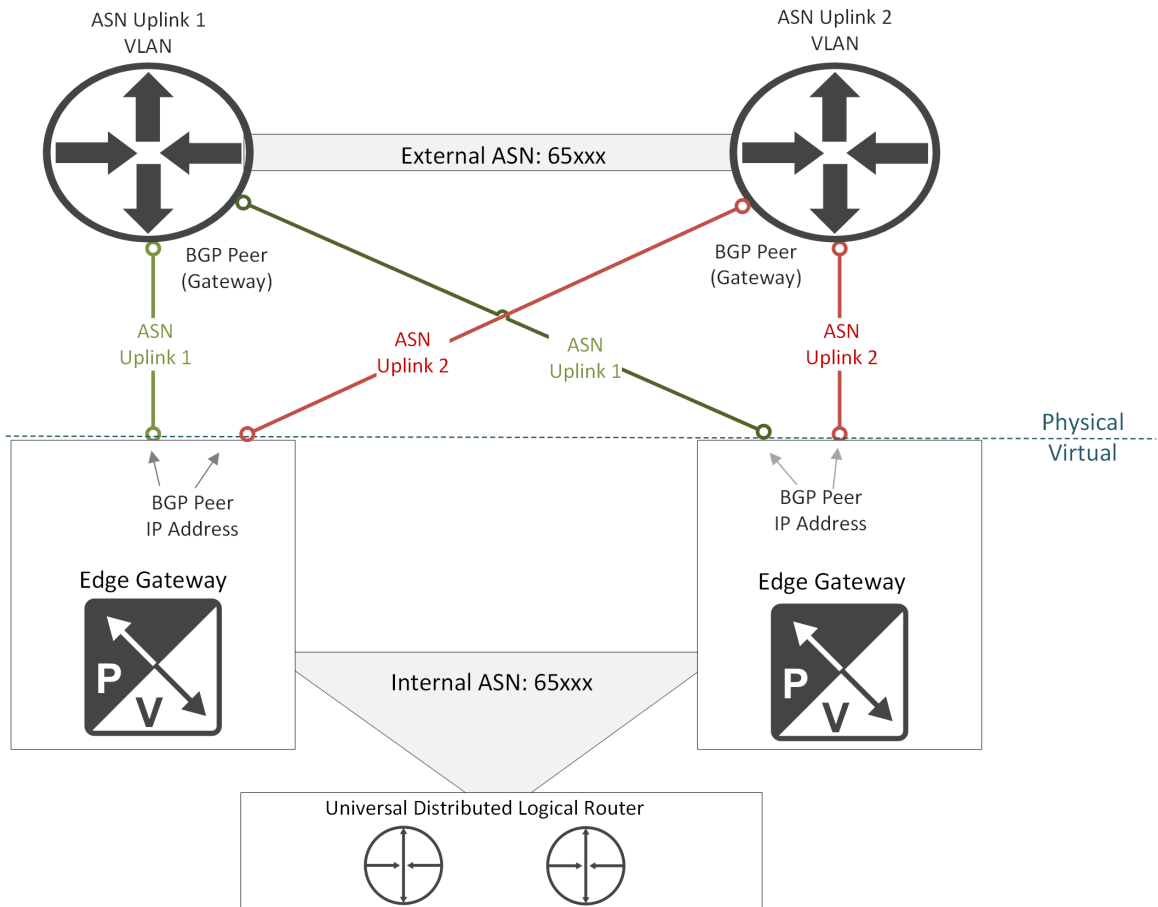 ASN Uplink 1
VLAN
ASN Uplink 2
VLAN
External ASN: 65xxx
BGP Peer
(Gateway)
BGP Peer
(Gateway)
ASN
Uplink 1
ASN
Uplink 2
ASN
Uplink 1
ASN
Uplink 2
Physical
Virtual
BGP Peer
IP Address
BGP Peer
IP Address
Edge Gateway
P
V
Edge Gateway
P
V
Internal ASN: 65xxx
Universal Distributed Logical Router